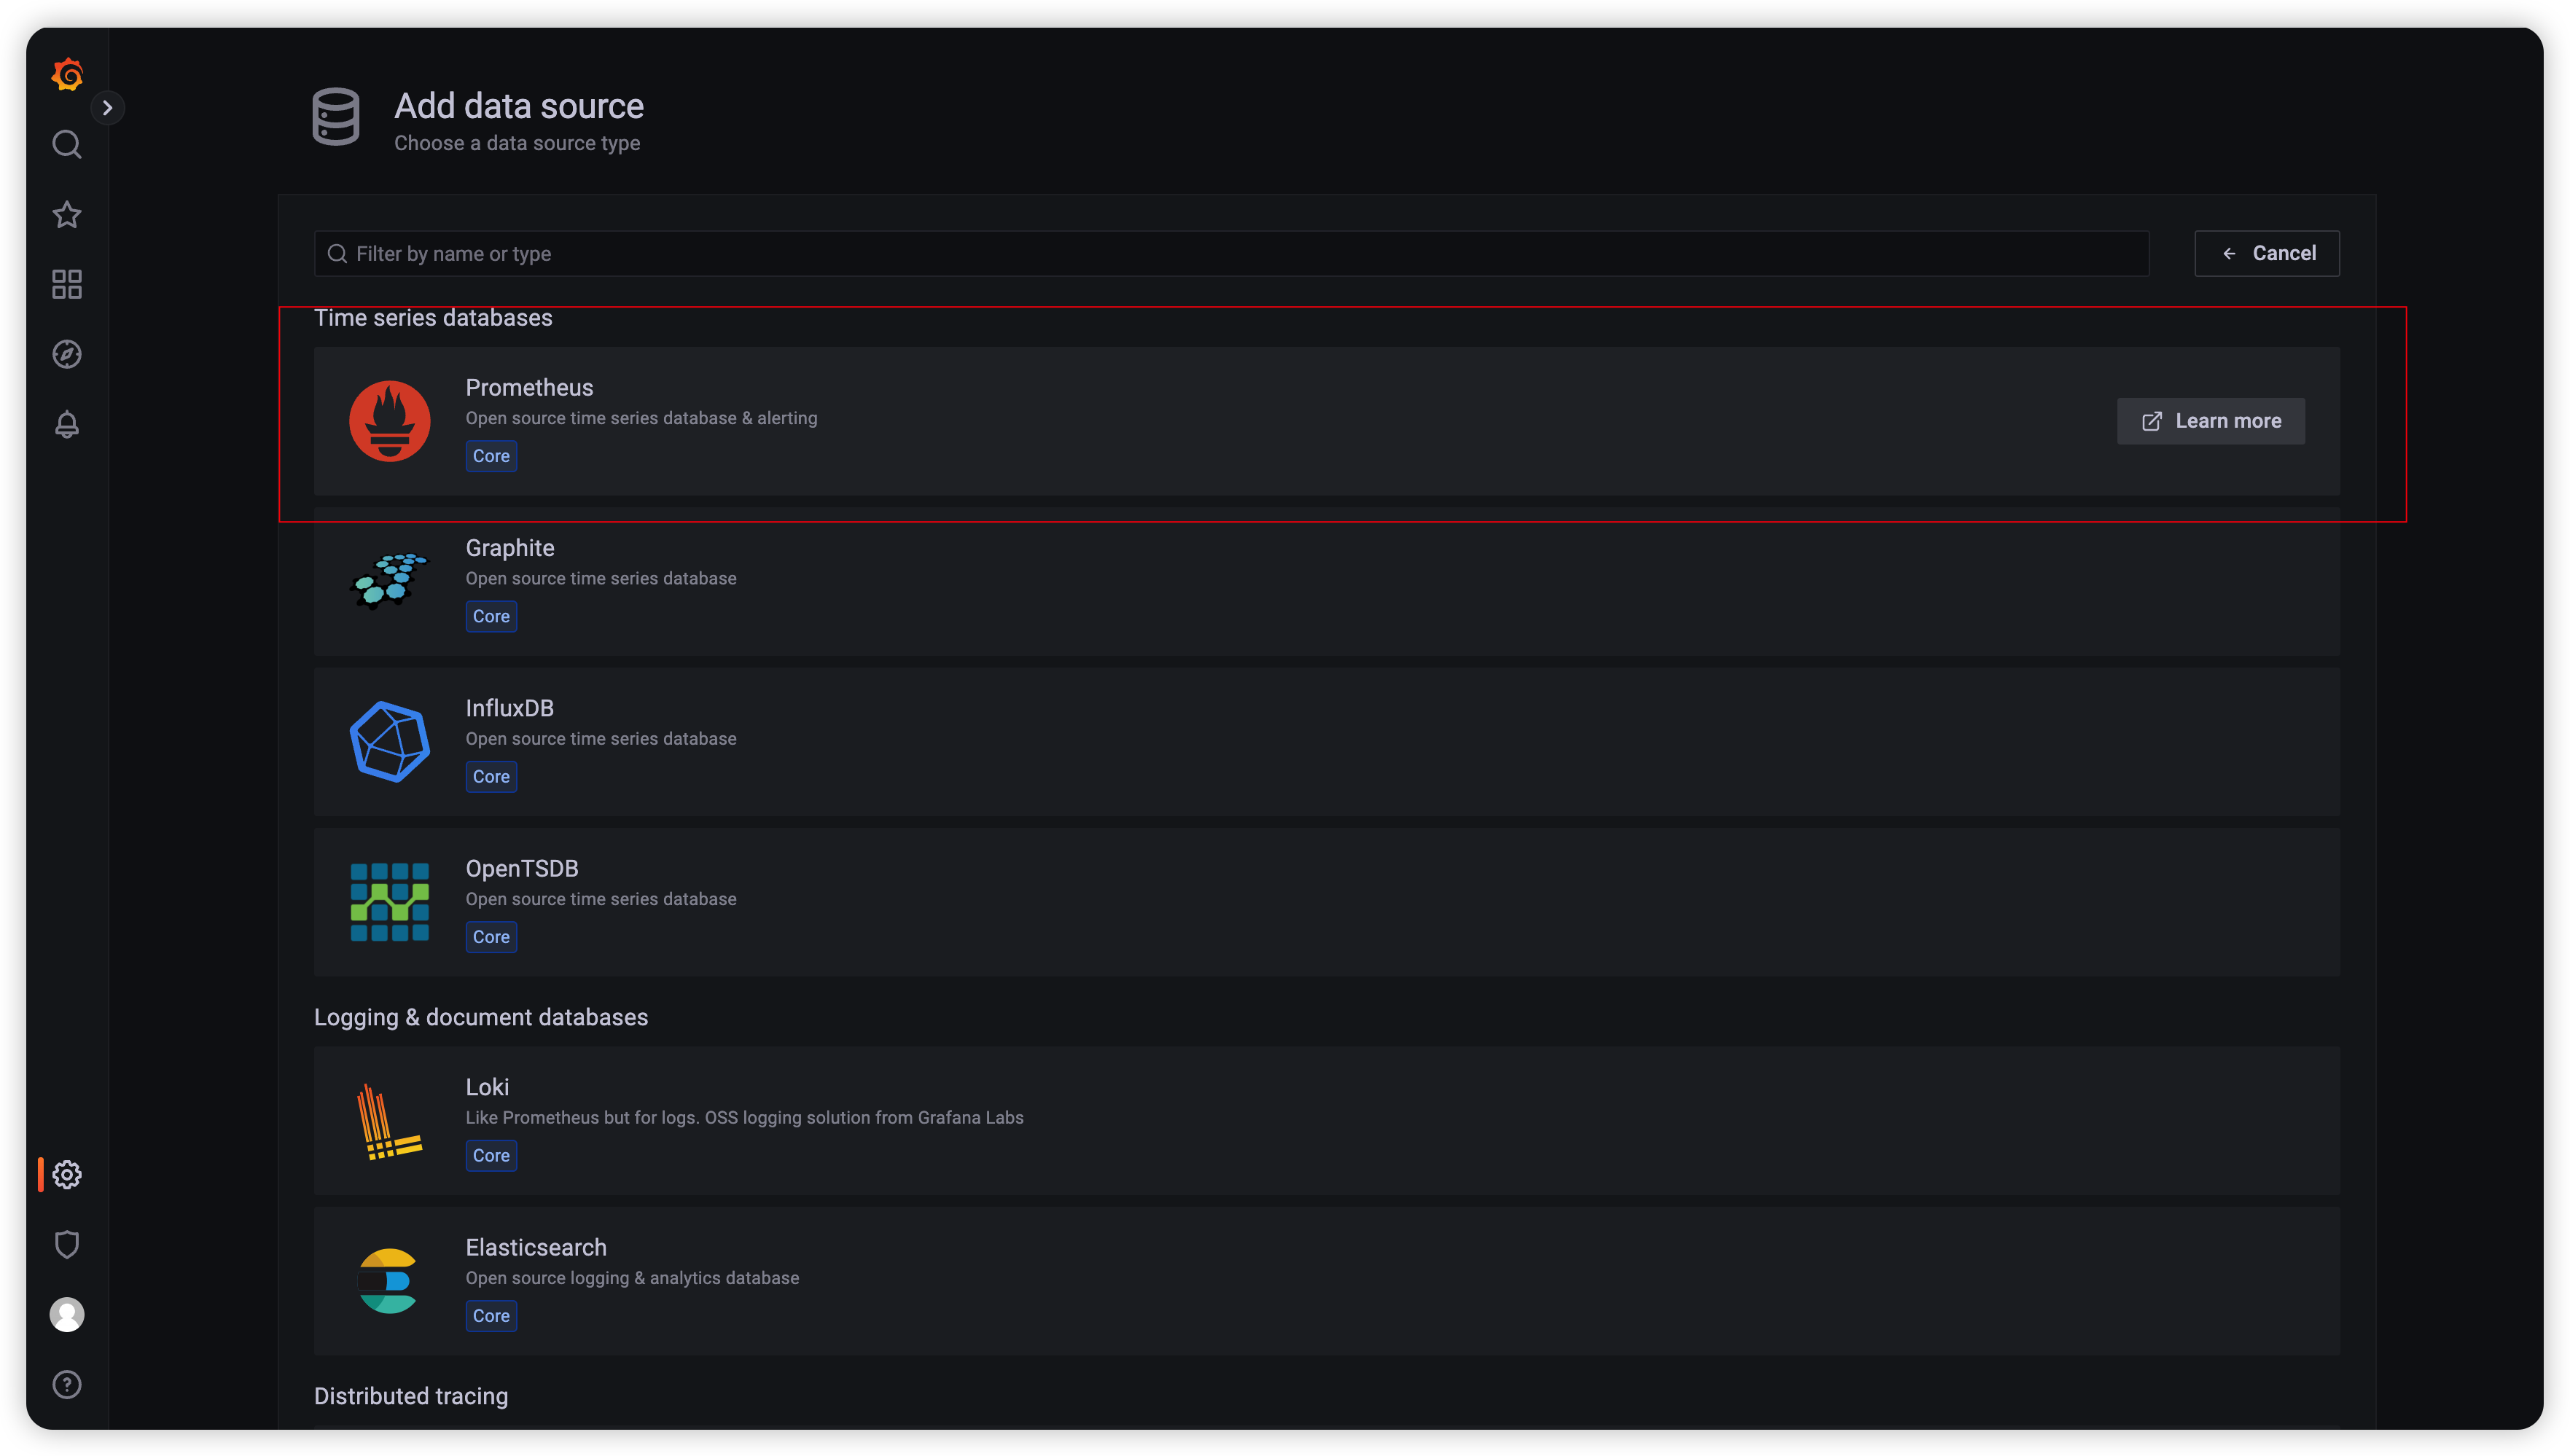 Add data source
Choose a data source type
Filter by name or type
Cancel
Time series databases
Prometheus
Open source time series database & alerting
Core
Learn more
Graphite
Open source time series database
Core
InfluxDB
Open source time series database
Core
OpenTSDB
Open source time series database
Core
Logging & document databases
Loki
Like Prometheus but for logs. OSS logging solution from Grafana Labs
Core
Elasticsearch
Open source logging & analytics database
Core
Distributed tracing